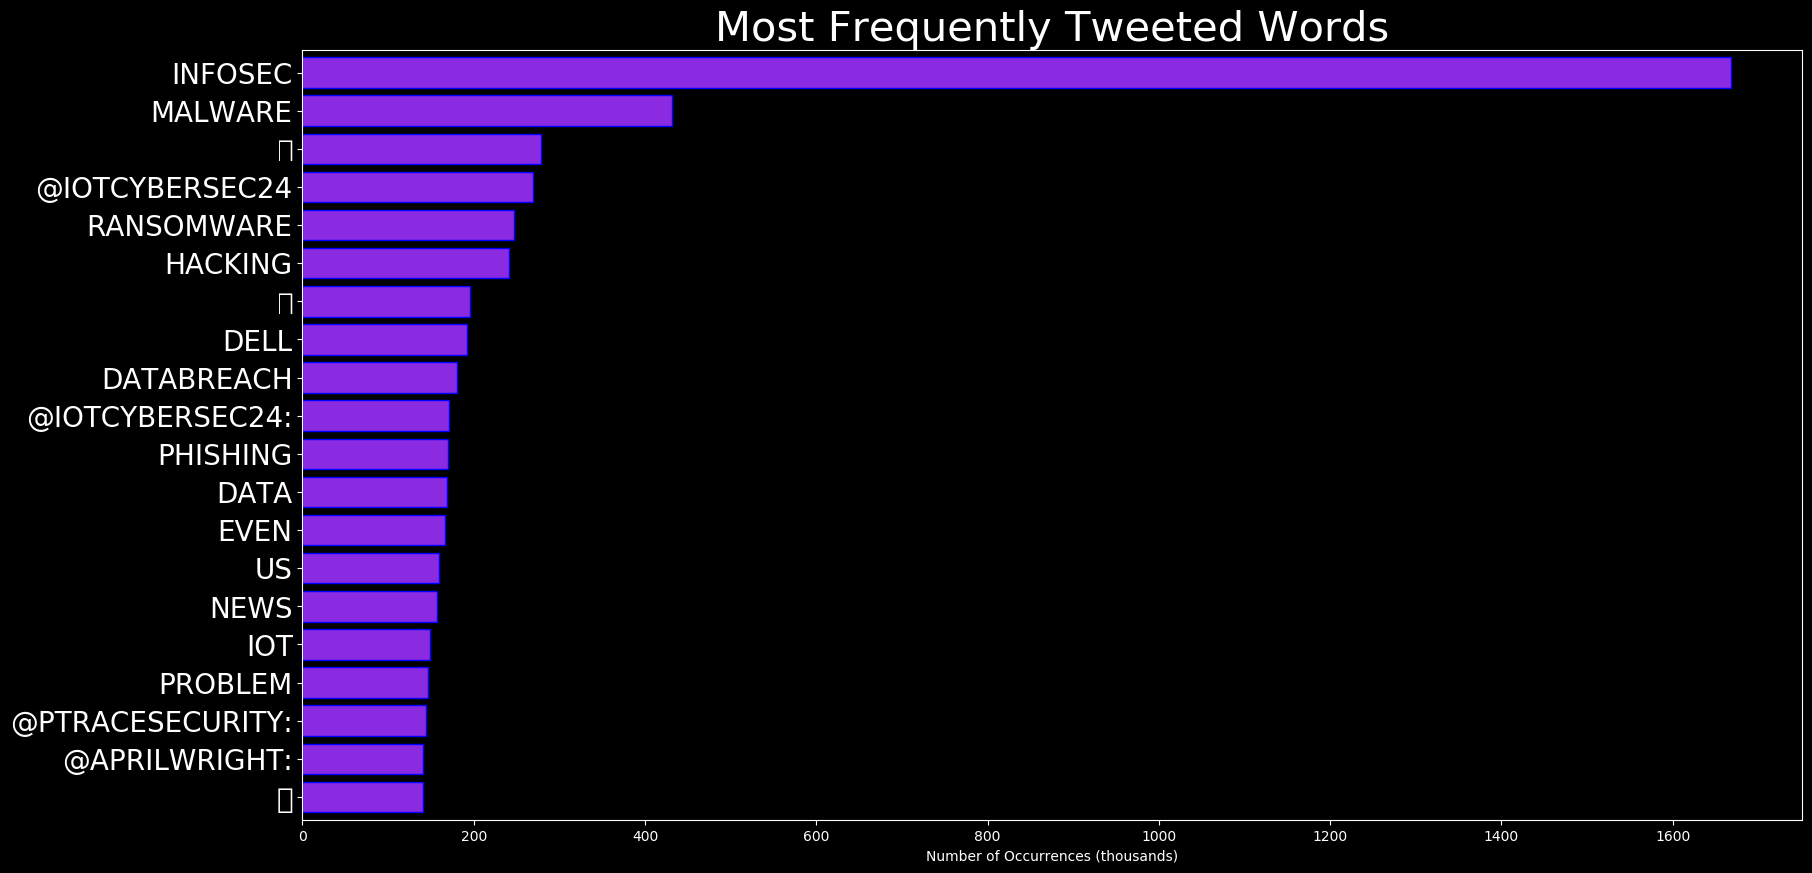 Most Frequently Tweeted Words
INFOSEC
MALWARE
@IOTCYBERSEC24
RANSOMWARE
HACKING
DELL
DATABREACH
@IOTCYBERSEC24:
PHISHING
DATA
EVEN
US
NEWS
IOT
PROBLEM
@PTRACESECURITY:
@APRILWRIGHT:
0 200 400 600 800 1000 1200 1400 1600
Number of Occurrences (thousands)